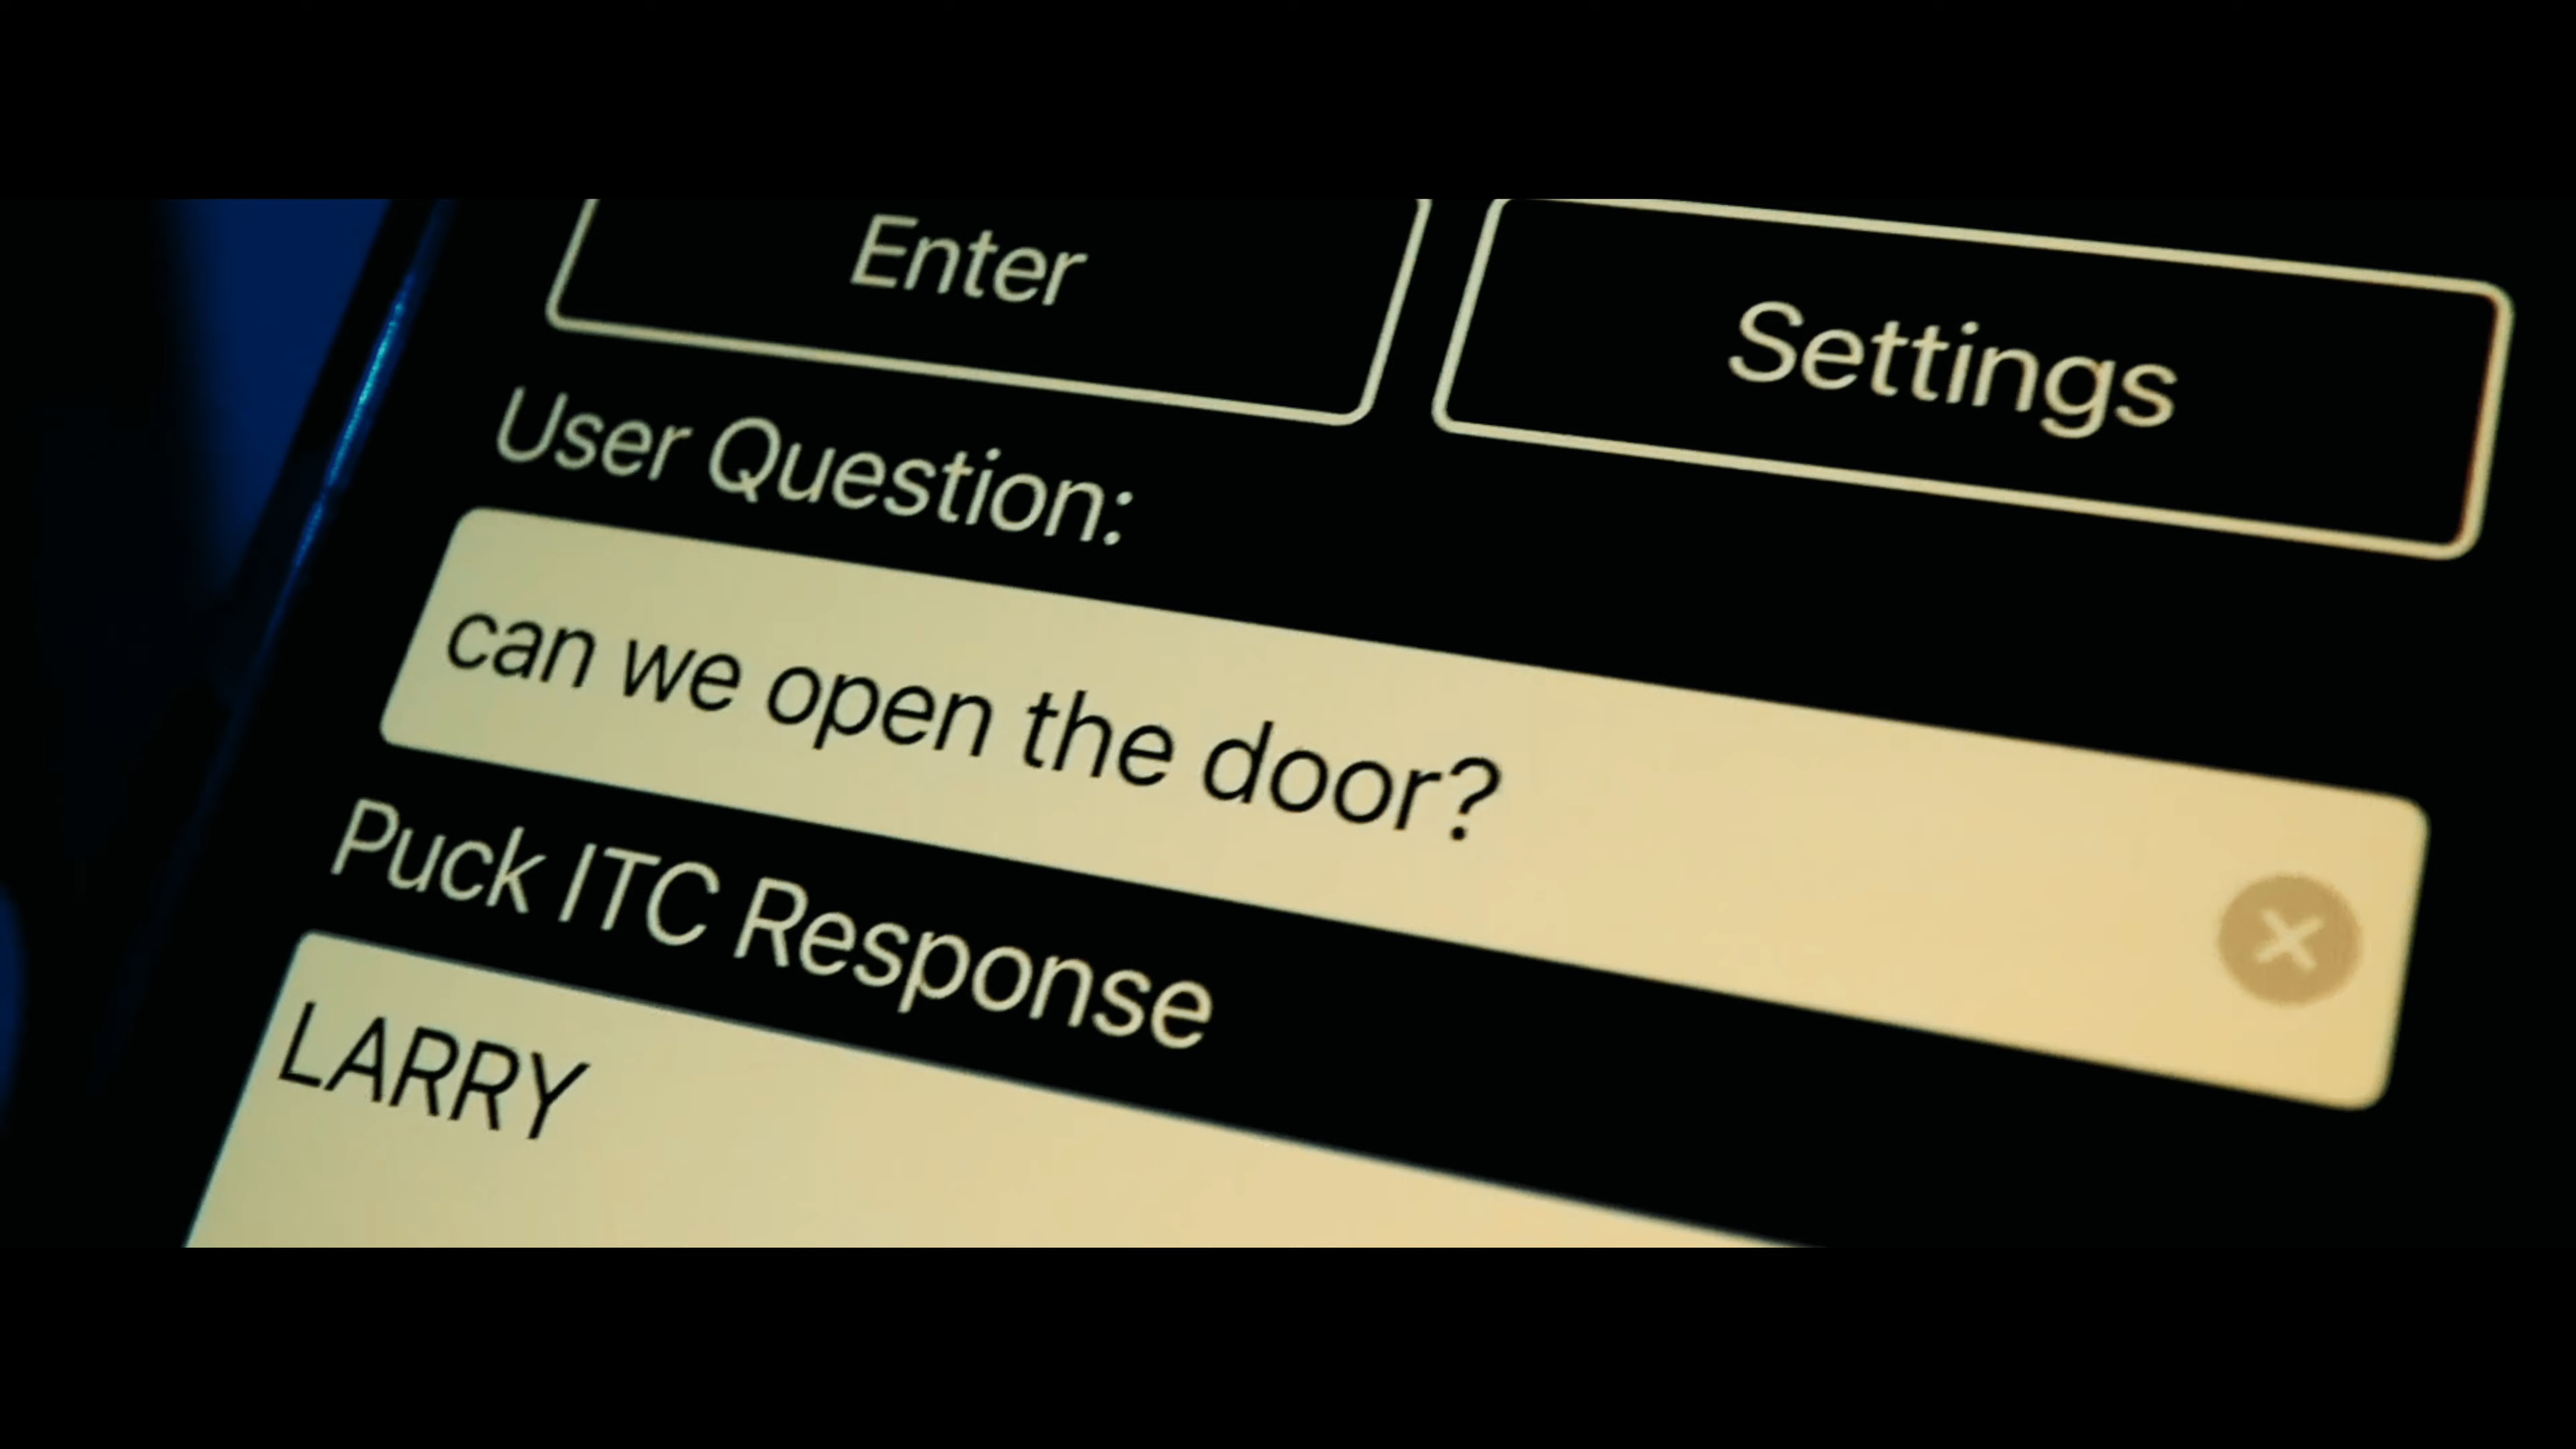 Enter
Settings
User Question:
can we open the door?
Puck ITC Response
LARRY